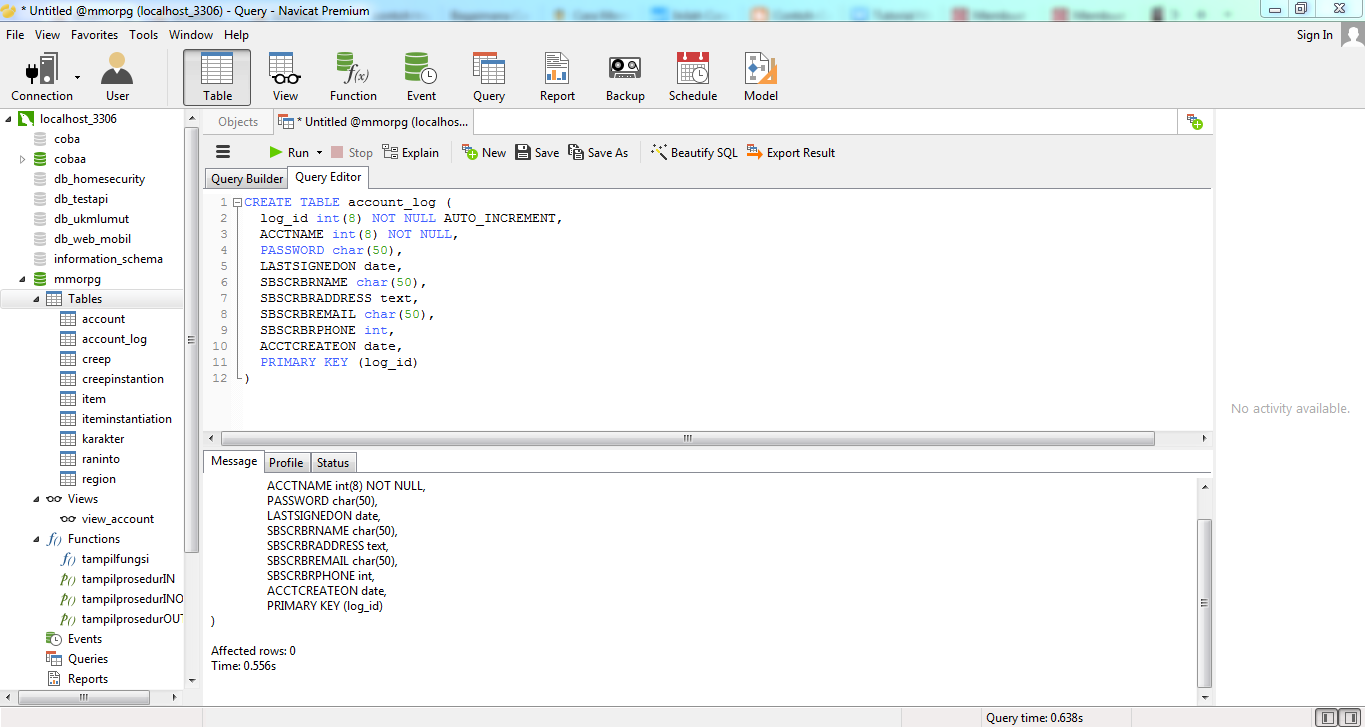 * Untitled @mmorpg (localhost_3306) - Query - Navicat Premium
File View Favorites Tools Window Help
Sign In
Connection User Table View Function Event Query Report Backup Schedule Model
f(x)
localhost_3306
coba
cobaa
db_homesecurity
db_testapi
db_ukmlumut
db_web_mobil
information_schema
mmorpg
Tables
account
account_log
creep
creepinstantion
item
iteminstantiation
karakter
raninto
region
Views
view_account
f() Functions
f() tampilfungsi
p() tampilprosedurIN
p() tampilprosedurINO
p() tampilprosedurOUT
Events
Queries
Reports
Objects * Untitled @mmorpg (localhos...
Run Stop Explain New Save Save As Beautify SQL Export Result
Query Builder Query Editor
1 CREATE TABLE account_log (
2 log_id int(8) NOT NULL AUTO_INCREMENT,
3 ACCTNAME int(8) NOT NULL,
4 PASSWORD char(50),
5 LASTSIGNEDON date,
6 SBSCRBRNAME char(50),
7 SBSCRBRADDRESS text,
8 SBSCRBREMAIL char(50),
9 SBSCRBRPHONE int,
10 ACCTCREATEON date,
11 PRIMARY KEY (log_id)
12 )
Message Profile Status
ACCTNAME int(8) NOT NULL,
PASSWORD char(50),
LASTSIGNEDON date,
SBSCRBRNAME char(50),
SBSCRBRADDRESS text,
SBSCRBREMAIL char(50),
SBSCRBRPHONE int,
ACCTCREATEON date,
PRIMARY KEY (log_id)
)
Affected rows: 0
Time: 0.556s
No activity available.
Query time: 0.638s